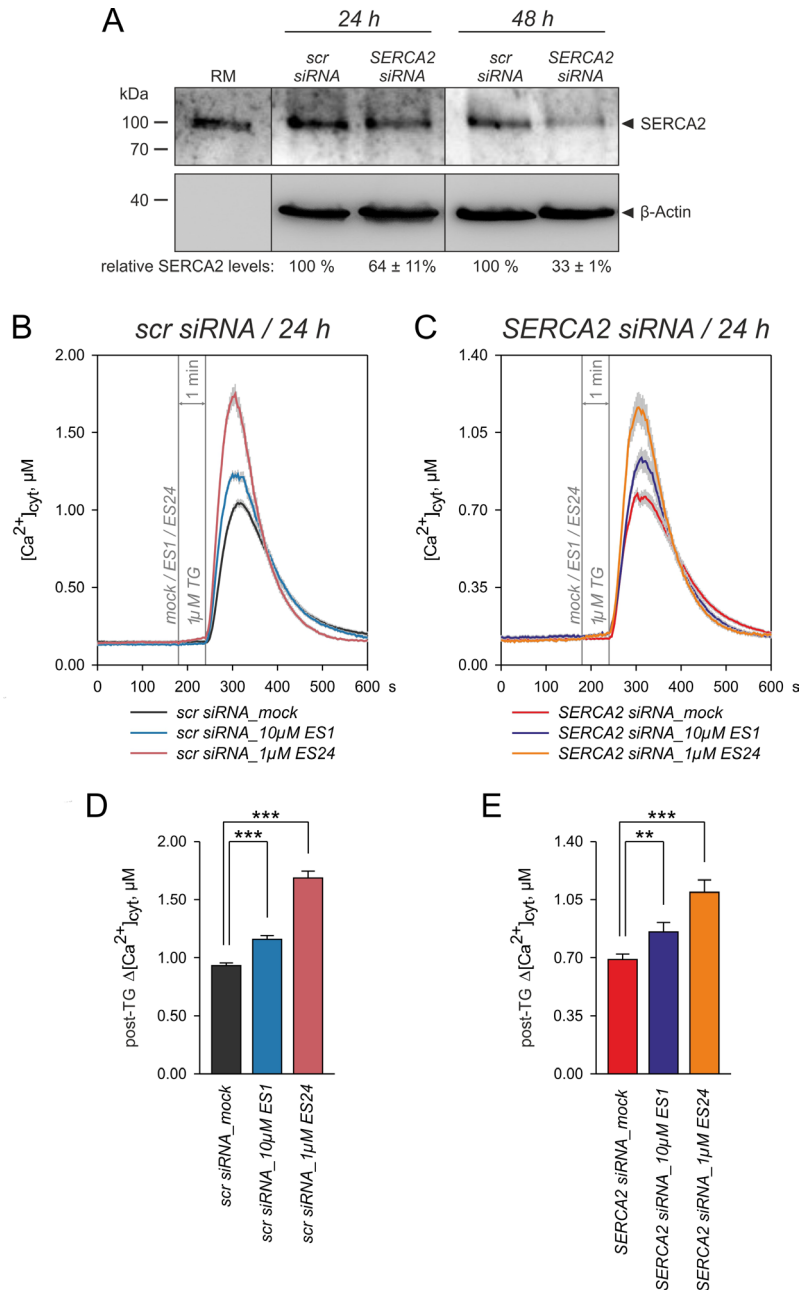 A
24 h
48 h
scr siRNA
SERCA2 siRNA
scr siRNA
SERCA2 siRNA
RM
kDa
100
70
40
SERCA2
β-Actin
relative SERCA2 levels: 100 % 64 ± 11% 100 % 33 ± 1%
B
scr siRNA / 24 h
2.00
1.50
1.00
0.50
0.00
[Ca2+]cyt, µM
1 min
mock / ES1 / ES24
1µM TG
0 100 200 300 400 500 600 s
scr siRNA_mock
scr siRNA_10µM ES1
scr siRNA_1µM ES24
C
SERCA2 siRNA / 24 h
1.40
1.05
0.70
0.35
0.00
[Ca2+]cyt, µM
1 min
mock / ES1 / ES24
1µM TG
0 100 200 300 400 500 600 s
SERCA2 siRNA_mock
SERCA2 siRNA_10µM ES1
SERCA2 siRNA_1µM ES24
D
2.00
1.50
1.00
0.50
0.00
post-TG Δ[Ca2+]cyt, µM
***
***
scr siRNA_mock
scr siRNA_10µM ES1
scr siRNA_1µM ES24
E
1.40
1.05
0.70
0.35
0.00
post-TG Δ[Ca2+]cyt, µM
***
**
SERCA2 siRNA_mock
SERCA2 siRNA_10µM ES1
SERCA2 siRNA_1µM ES24